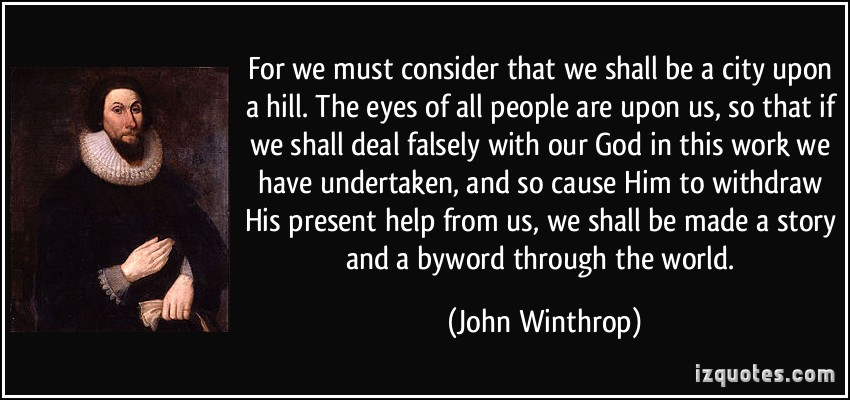 For we must consider that we shall be a city upon
a hill. The eyes of all people are upon us, so that if
we shall deal falsely with our God in this work we
have undertaken, and so cause Him to withdraw
His present help from us, we shall be made a story
and a byword through the world.
(John Winthrop)
izquotes.com